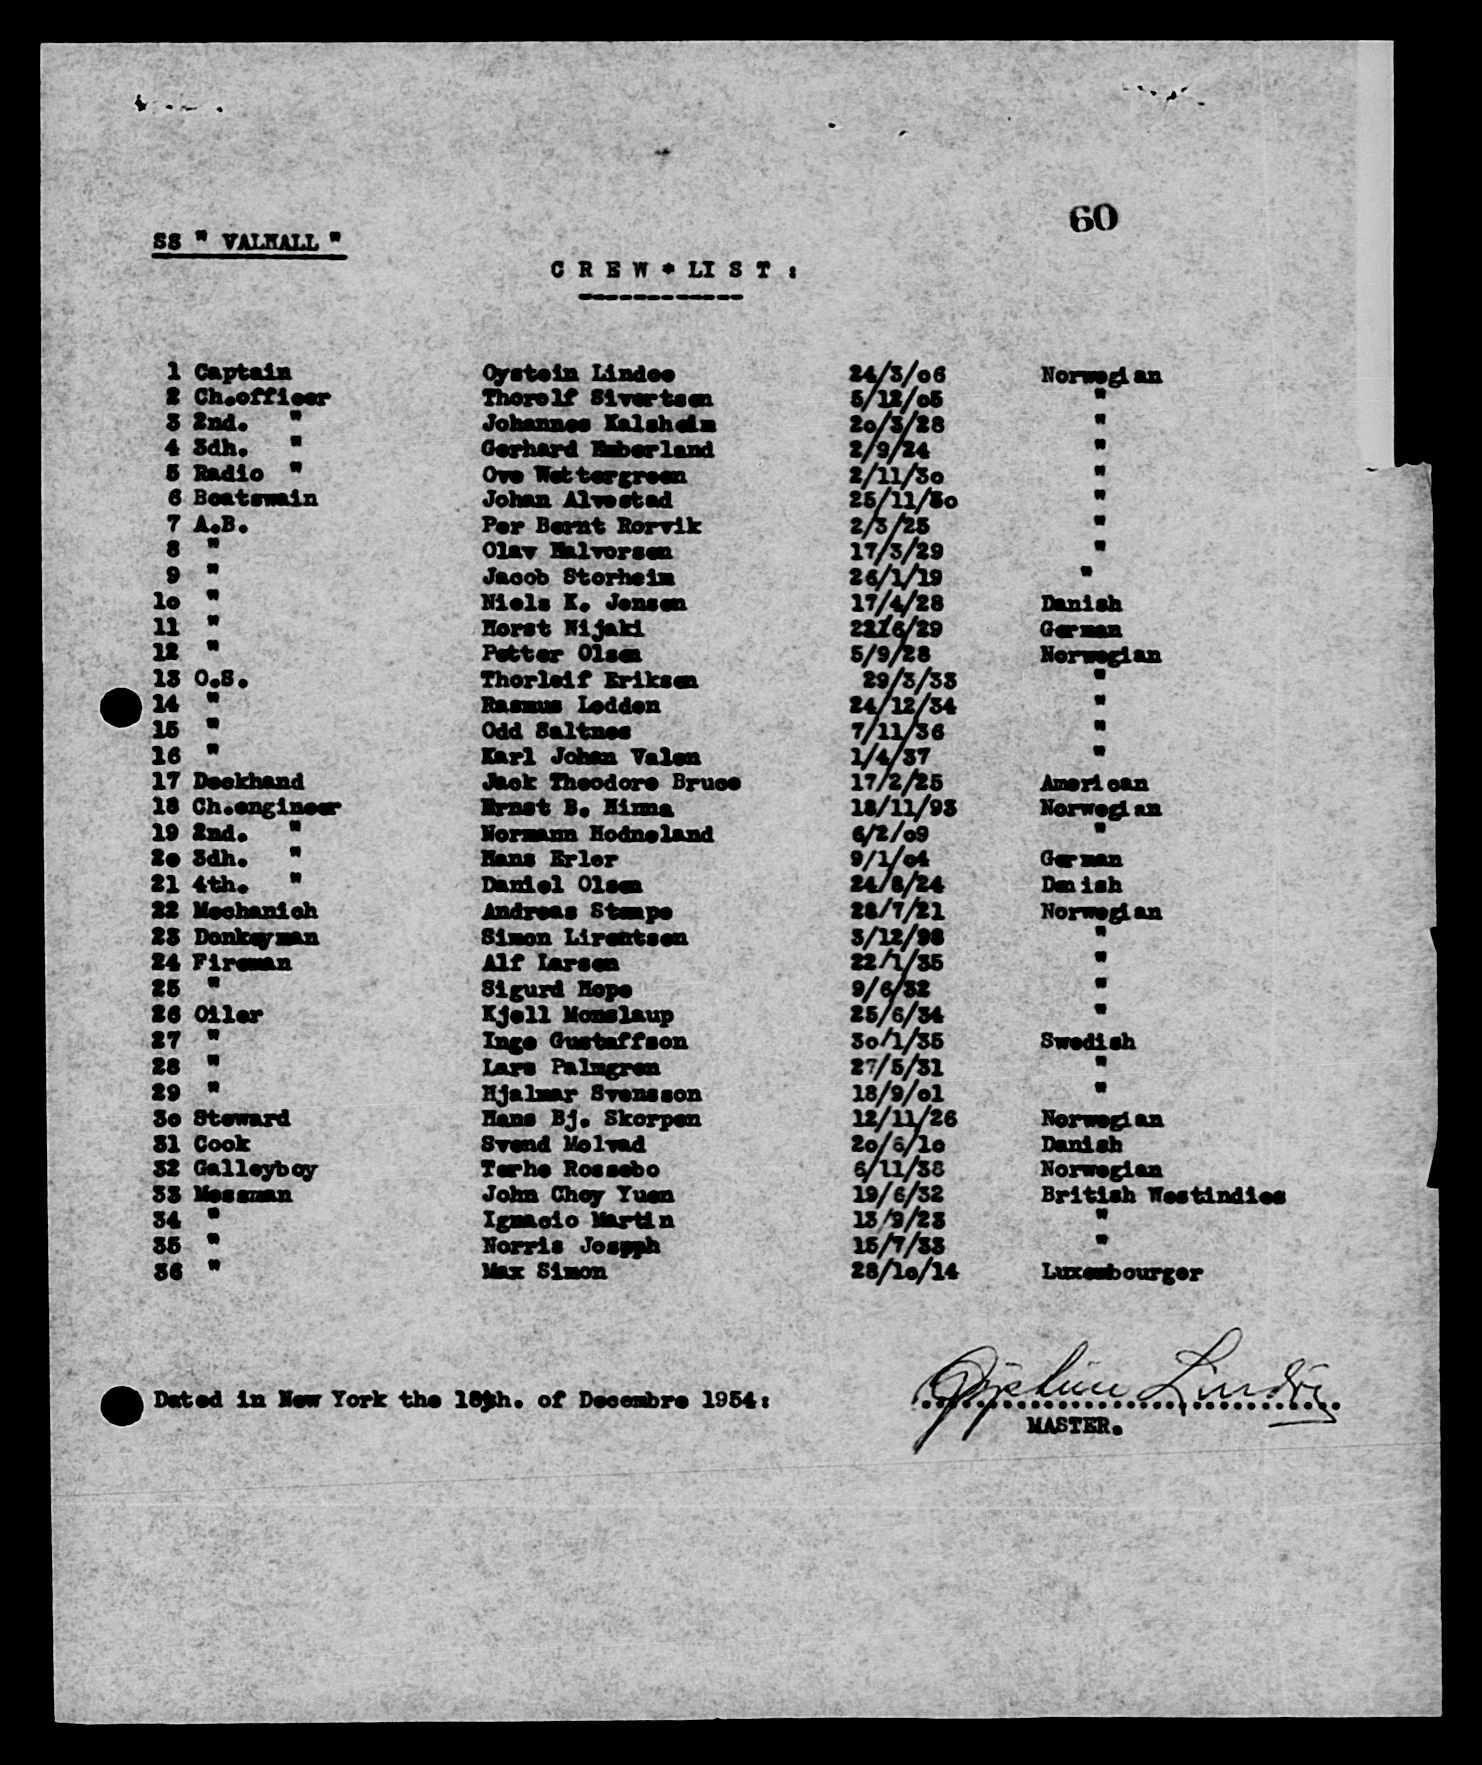 60
SS " VALHALL "
C R E W * LI S T :
1 Captain Oystein Lindoe 24/3/o6 Norwegian
2 Ch.officer Thorolf Sivertsen 5/12/o5 "
3 2nd. " Johannes Kalsheim 2o/3/28 "
4 3dh. " Gerhard Emberland 2/9/24 "
5 Radio " Ove Wettergreen 2/11/3o "
6 Boatswain Johan Alvestad 25/11/3o "
7 A.B. Per Bernt Rorvik 2/3/25 "
8 " Olav Halvorsen 17/3/29 "
9 " Jacob Storheim 26/1/19 "
1o " Niels K. Jensen 17/4/28 Danish
11 " Horst Nijaki /6/29 German
12 " Petter Olsen 5/9/28 Norwegian
13 O.S. Thorleif Eriksen 29/3/33 "
14 " Rasmus Lodden 24/12/34 "
15 " Odd Saltnes 7/11/36 "
16 " Karl Johan Valen 1/4/37 "
17 Deckhand Jack Theodore Bruce 17/2/25 American
18 Ch.engineer Ernst B. Hinna 18/11/93 Norwegian
19 2nd. " Normann Hodneland 6/2/o9 "
2o 3dh. " Hans Erler 9/1/o4 German
21 4th. " Daniel Olsen 24/8/24 Danish
22 Mechanich Andreas Stampe 28/7/21 Norwegian
23 Donkeyman Simon Lirentsen 3/12/98 "
24 Fireman Alf Larsen 22/1/35 "
25 " Sigurd Hope 9/6/32 "
26 Oiler Kjell Monslaup 25/6/34 "
27 " Inge Gustaffson 3o/1/35 Swedish
28 " Lars Palmgren 27/5/31 "
29 " Hjalmar Svensson 18/9/o1 "
3o Steward Hans Bj. Skorpen 12/11/26 Norwegian
31 Cook Svend Molvad 2o/6/1o Danish
32 Galleyboy Terhe Rossebo 6/11/38 Norwegian
33 Messman John Choy Yuen 19/6/32 British Westindies
34 " Ignacio Martin 13/9/23 "
35 " Norris Jospph 15/7/33 "
36 " Max Simon 28/1o/14 Luxembourger
Dated in New York the 18th. of Decembre 1954: Oystein Lindöe
MASTER.